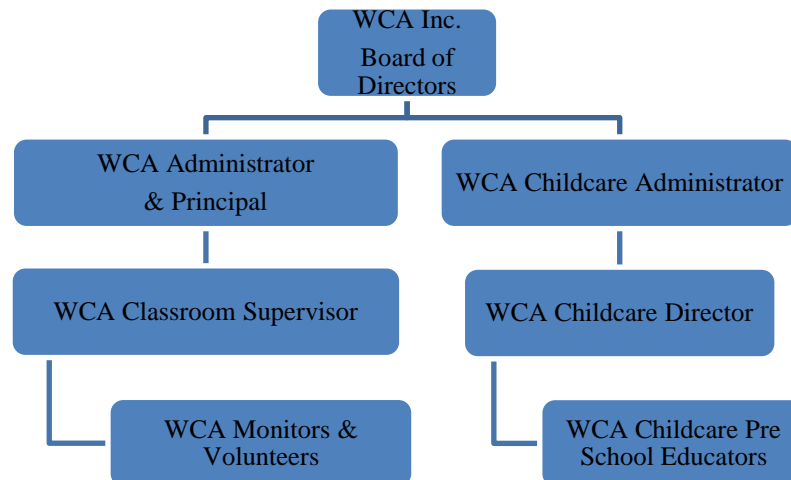 WCA Inc.
Board of
Directors
WCA Administrator
& Principal
WCA Childcare Administrator
WCA Classroom Supervisor
WCA Childcare Director
WCA Monitors &
Volunteers
WCA Childcare Pre
School Educators